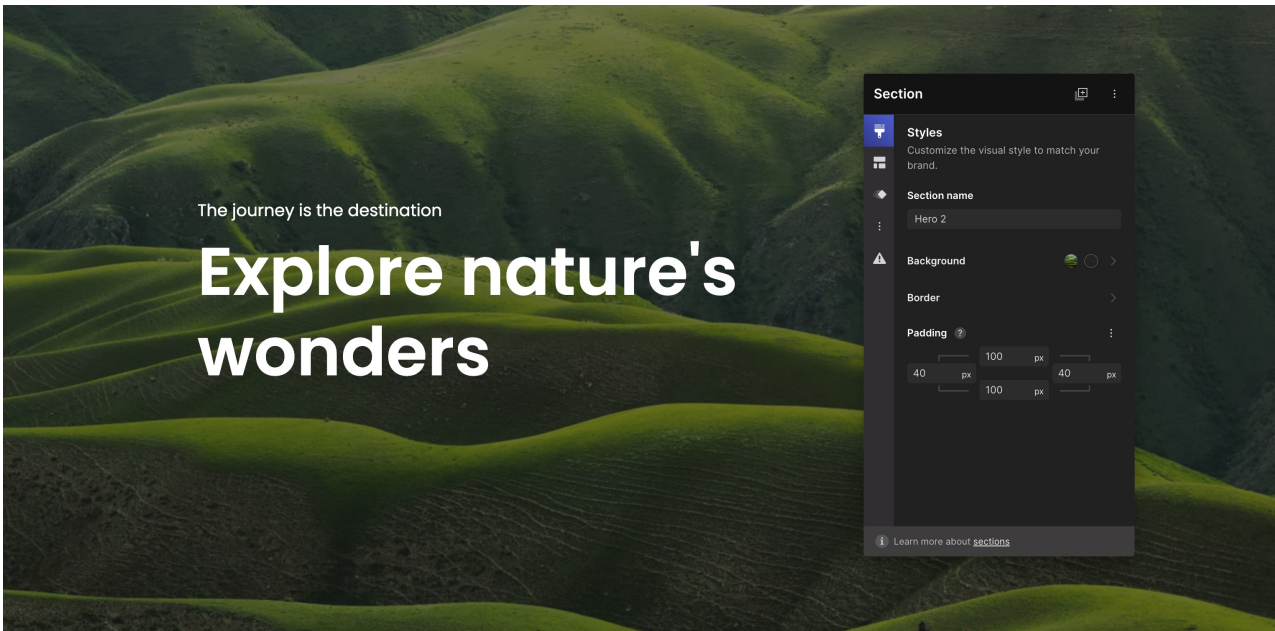 The journey is the destination
Explore nature's
wonders
Section
Styles
Customize the visual style to match your
brand.
Section name
Hero 2
Background
Border
Padding ?
100 px
40 px 40 px
100 px
i Learn more about sections